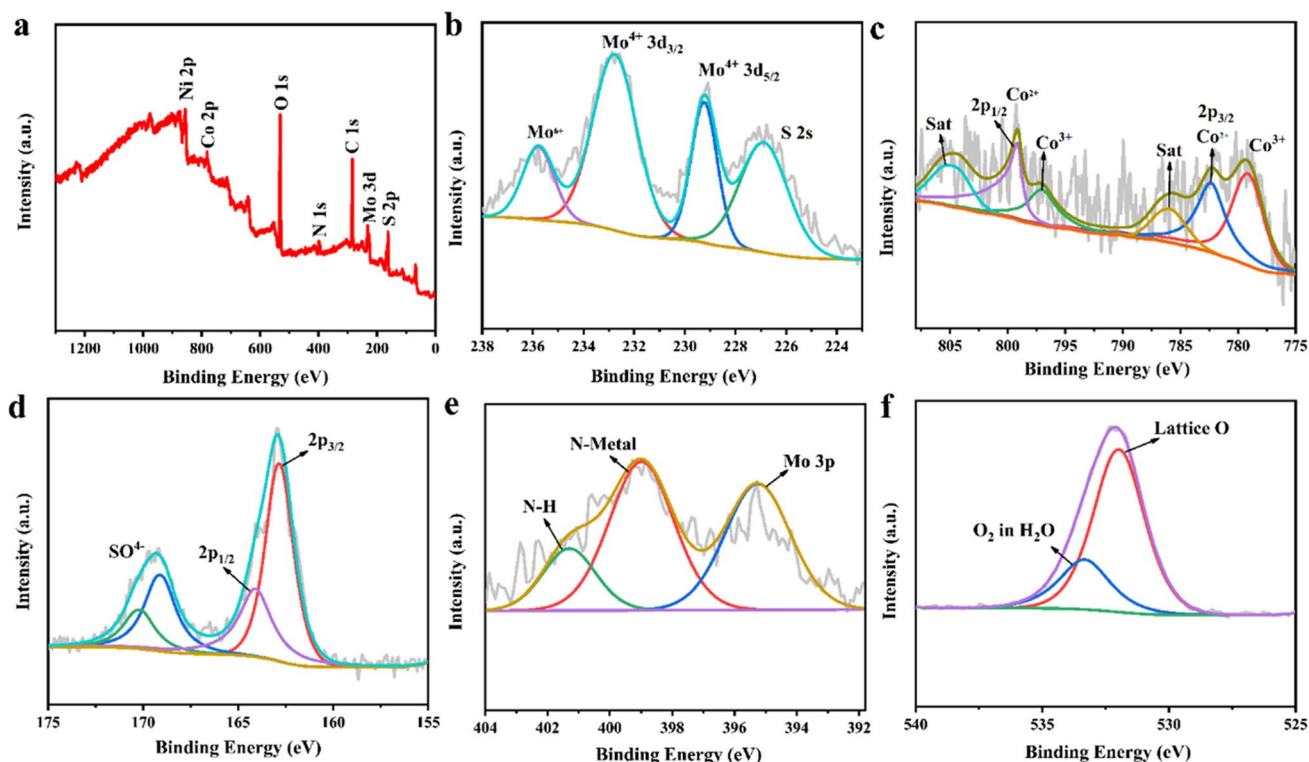 a
Intensity (a.u.)
Ni 2p
Co 2p
O 1s
N 1s
C 1s
Mo 3d
S 2p
1200 1000 800 600 400 200 0
Binding Energy (eV)
b
Intensity (a.u.)
Mo⁶⁺
Mo⁴⁺ 3d₃/₂
Mo⁴⁺ 3d₅/₂
S 2s
238 236 234 232 230 228 226 224
Binding Energy (eV)
c
Intensity (a.u.)
Sat
2p₁/₂
Co²⁺
Co³⁺
Sat
2p₃/₂
Co²⁺
Co³⁺
805 800 795 790 785 780 775
Binding Energy (eV)
d
Intensity (a.u.)
SO⁴⁻
2p₁/₂
2p₃/₂
175 170 165 160 155
Binding Energy (eV)
e
Intensity (a.u.)
N-H
N-Metal
Mo 3p
404 402 400 398 396 394 392
Binding Energy (eV)
f
Intensity (a.u.)
O₂ in H₂O
Lattice O
540 535 530 525
Binding Energy (eV)